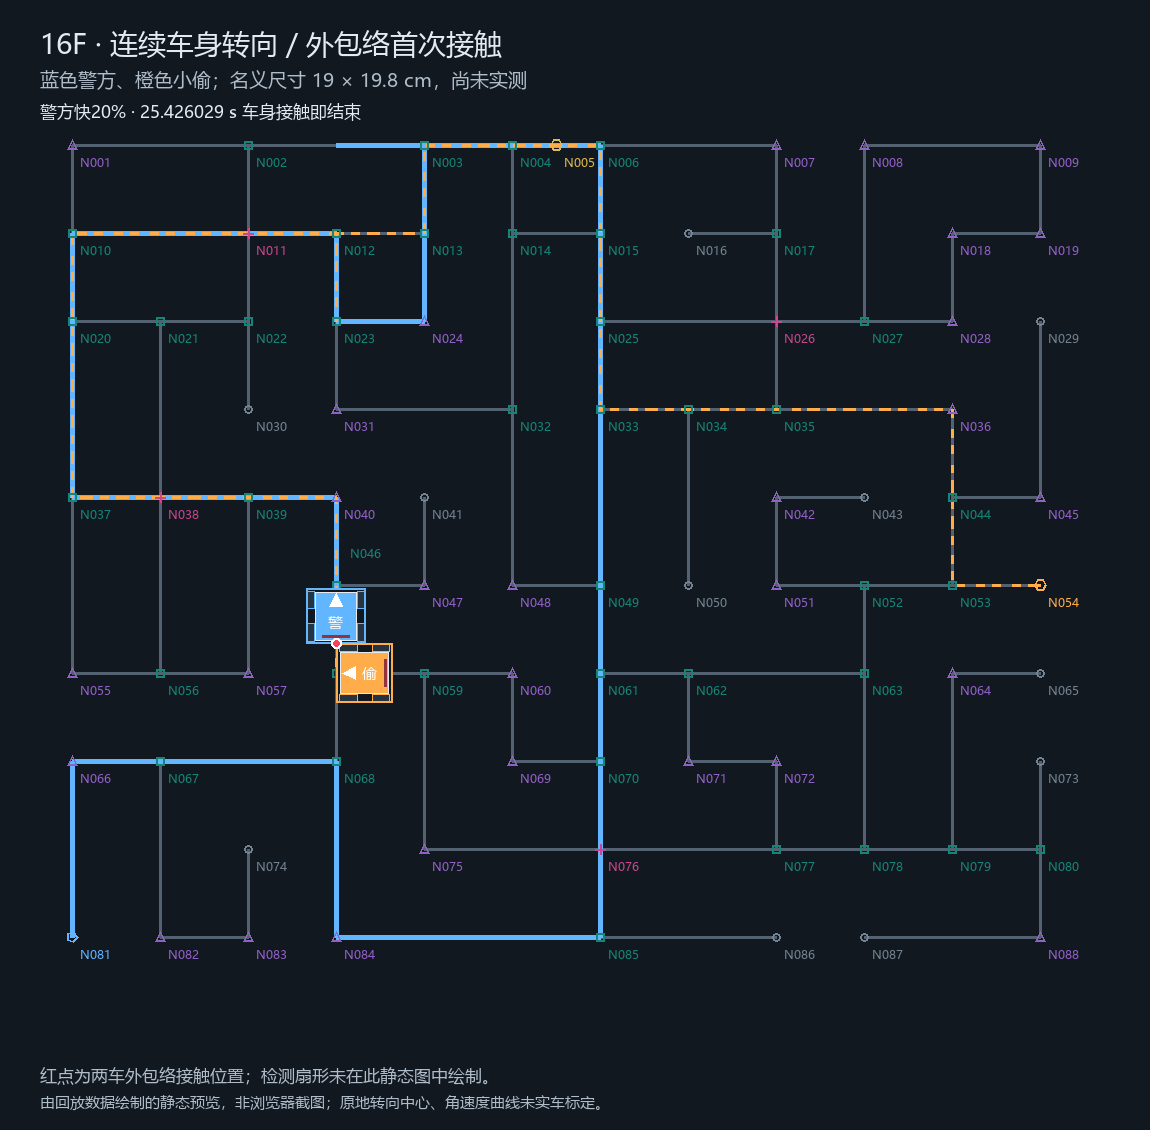 16F · 连续车身转向 / 外包络首次接触
蓝色警方、橙色小偷；名义尺寸 19 × 19.8 cm，尚未实测
警方快20% · 25.426029 s 车身接触即结束
N001 N002 N003 N004 N005 N006 N007 N008 N009
N010 N011 N012 N013 N014 N015 N016 N017 N018 N019
N020 N021 N022 N023 N024 N025 N026 N027 N028 N029
N030 N031 N032 N033 N034 N035 N036
N037 N038 N039 N040 N041 N042 N043 N044 N045
N046
N047 N048 N049 N050 N051 N052 N053 N054
警
偷
N055 N056 N057 N059 N060 N061 N062 N063 N064 N065
N066 N067 N068 N069 N070 N071 N072 N073
N074 N075 N076 N077 N078 N079 N080
N081 N082 N083 N084 N085 N086 N087 N088
红点为两车外包络接触位置；检测扇形未在此静态图中绘制。
由回放数据绘制的静态预览，非浏览器截图；原地转向中心、角速度曲线未实车标定。